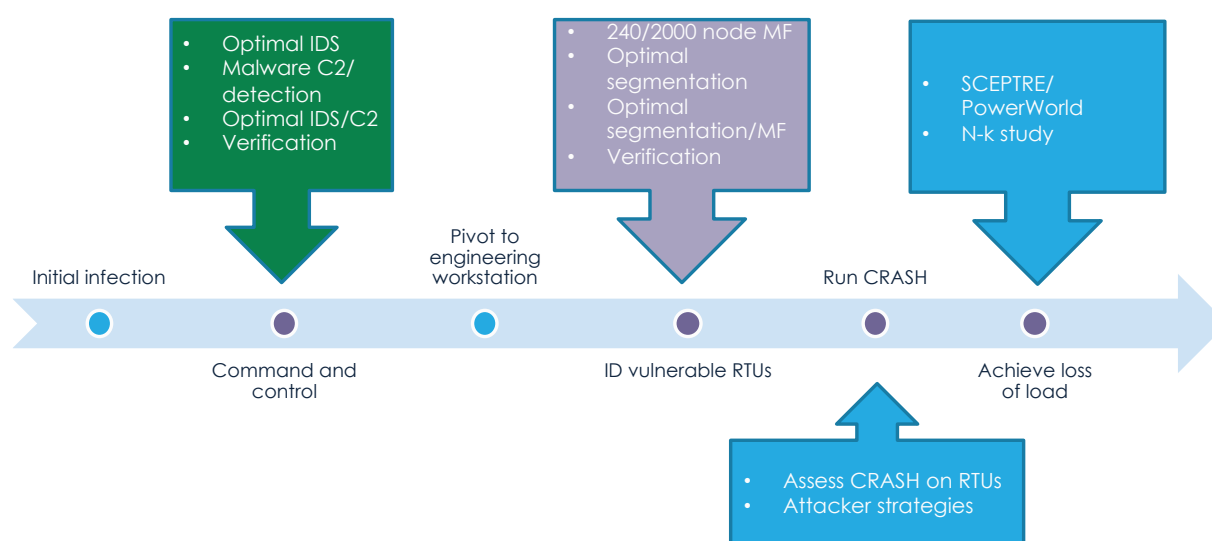 • Optimal IDS
• Malware C2/
detection
• Optimal IDS/C2
• Verification
• 240/2000 node MF
• Optimal
segmentation
• Optimal
segmentation/MF
• Verification
• SCEPTRE/
PowerWorld
• N-k study
Initial infection
Pivot to
engineering
workstation
Run CRASH
Command and
control
ID vulnerable RTUs
Achieve loss
of load
• Assess CRASH on RTUs
• Attacker strategies